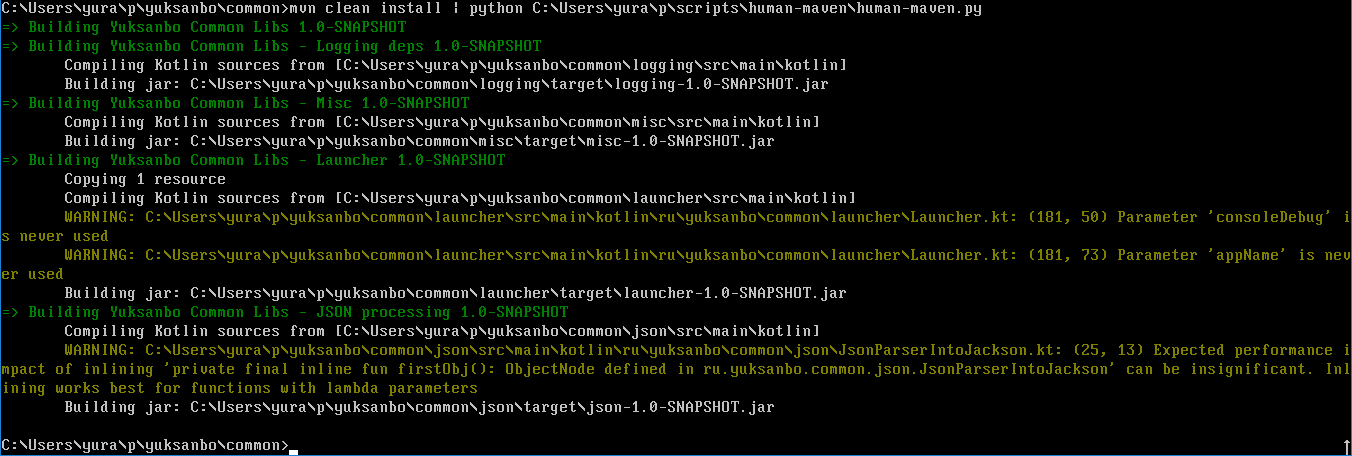 C:\Users\yura\p\yuksanbo\common>mvn clean install | python C:\Users\yura\p\scripts\human-maven\human-maven.py
=> Building Yuksanbo Common Libs 1.0-SNAPSHOT
=> Building Yuksanbo Common Libs - Logging deps 1.0-SNAPSHOT
Compiling Kotlin sources from [C:\Users\yura\p\yuksanbo\common\logging\src\main\kotlin]
Building jar: C:\Users\yura\p\yuksanbo\common\logging\target\logging-1.0-SNAPSHOT.jar
=> Building Yuksanbo Common Libs - Misc 1.0-SNAPSHOT
Compiling Kotlin sources from [C:\Users\yura\p\yuksanbo\common\misc\src\main\kotlin]
Building jar: C:\Users\yura\p\yuksanbo\common\misc\target\misc-1.0-SNAPSHOT.jar
=> Building Yuksanbo Common Libs - Launcher 1.0-SNAPSHOT
Copying 1 resource
Compiling Kotlin sources from [C:\Users\yura\p\yuksanbo\common\launcher\src\main\kotlin]
WARNING: C:\Users\yura\p\yuksanbo\common\launcher\src\main\kotlin\ru\yuksanbo\common\launcher\Launcher.kt: (181, 50) Parameter 'consoleDebug' i
s never used
WARNING: C:\Users\yura\p\yuksanbo\common\launcher\src\main\kotlin\ru\yuksanbo\common\launcher\Launcher.kt: (181, 73) Parameter 'appName' is nev
er used
Building jar: C:\Users\yura\p\yuksanbo\common\launcher\target\launcher-1.0-SNAPSHOT.jar
=> Building Yuksanbo Common Libs - JSON processing 1.0-SNAPSHOT
Compiling Kotlin sources from [C:\Users\yura\p\yuksanbo\common\json\src\main\kotlin]
WARNING: C:\Users\yura\p\yuksanbo\common\json\src\main\kotlin\ru\yuksanbo\common\json\JsonParserIntoJackson.kt: (25, 13) Expected performance i
mpact of inlining 'private final inline fun firstObj(): ObjectNode defined in ru.yuksanbo.common.json.JsonParserIntoJackson' can be insignificant. Inl
ining works best for functions with lambda parameters
Building jar: C:\Users\yura\p\yuksanbo\common\json\target\json-1.0-SNAPSHOT.jar
C:\Users\yura\p\yuksanbo\common>